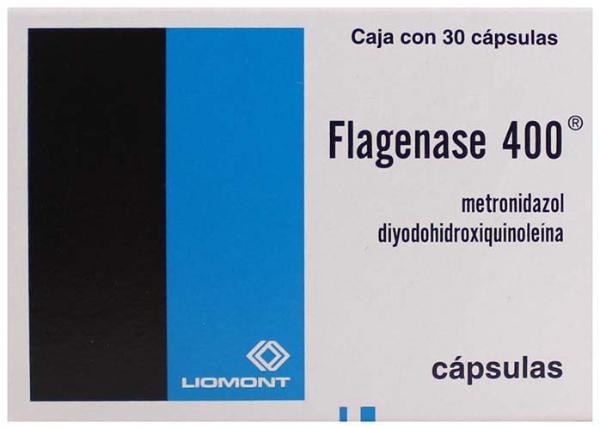 Caja con 30 cápsulas
Flagenase 400®
metronidazol
diyodohidroxiquinoleína
LIOMONT
cápsulas